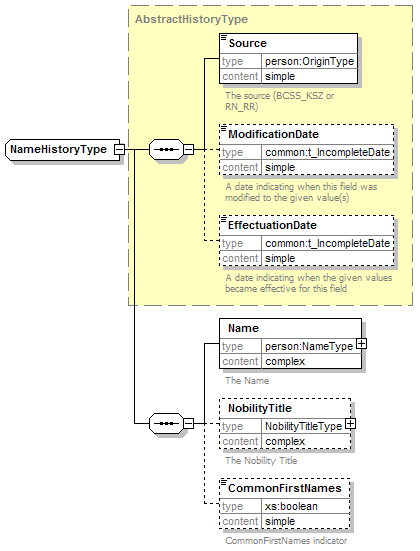 AbstractHistoryType
Source
type person:OriginType
content simple
The source (BCSS_KSZ or
RN_RR)
NameHistoryType
ModificationDate
type common:t_IncompleteDate
content simple
A date indicating when this field was
modified to the given value(s)
EffectuationDate
type common:t_IncompleteDate
content simple
A date indicating when the given values
became effective for this field
Name
type person:NameType
content complex
The Name
NobilityTitle
type NobilityTitleType
content complex
The Nobility Title
CommonFirstNames
type xs:boolean
content simple
CommonFirstNames indicator